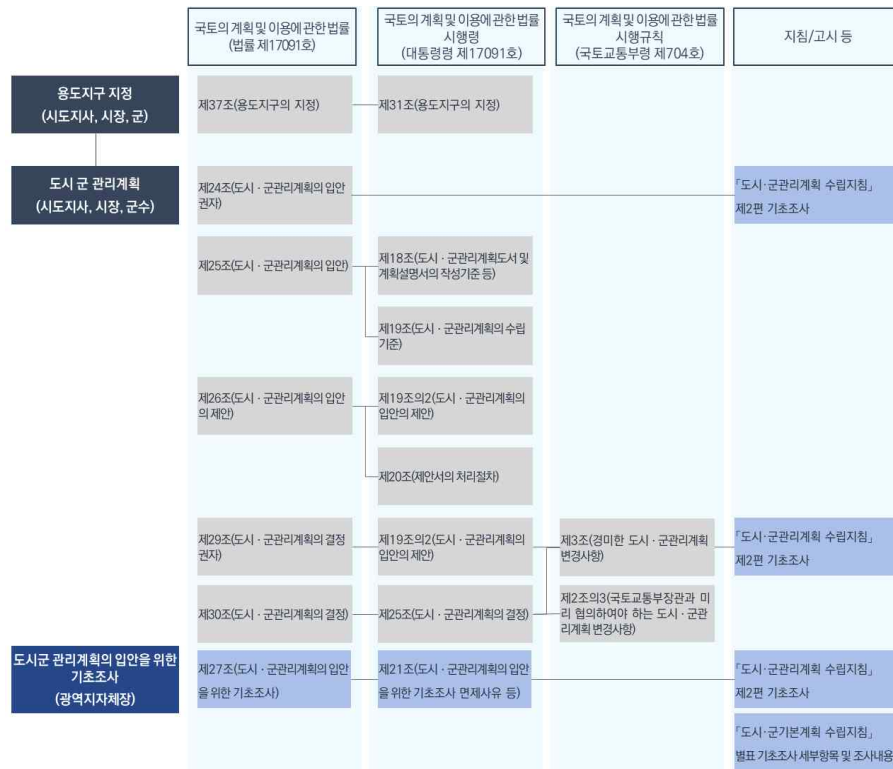 국토의 계획 및 이용에 관한 법률
(법률 제17091호)
국토의 계획 및 이용에 관한 법률
시행령
(대통령령 제17091호)
국토의 계획 및 이용에 관한 법률
시행규칙
(국토교통부령 제704호)
지침/고시 등
용도지구 지정
(시도지사, 시장, 군)
제37조(용도지구의 지정)
제31조(용도지구의 지정)
도시 군 관리계획
(시도지사, 시장, 군수)
제24조(도시 · 군관리계획의 입안
권자)
「도시·군관리계획 수립지침」
제2편 기초조사
제25조(도시 · 군관리계획의 입안)
제18조(도시 · 군관리계획도서 및
계획설명서의 작성기준 등)
제19조(도시 · 군관리계획의 수립
기준)
제26조(도시 · 군관리계획의 입안
의 제안)
제19조의2(도시 · 군관리계획의
입안의 제안)
제20조(제안서의 처리절차)
제29조(도시 · 군관리계획의 결정
권자)
제19조의2(도시 · 군관리계획의
입안의 제안)
제3조(경미한 도시 · 군관리계획
변경사항)
「도시·군관리계획 수립지침」
제2편 기초조사
제30조(도시 · 군관리계획의 결정)
제25조(도시 · 군관리계획의 결정)
제2조의3(국토교통부장관과 미
리 협의하여야 하는 도시 · 군관
리계획 변경사항)
도시군 관리계획의 입안을 위한
기초조사
(광역지자체장)
제27조(도시 · 군관리계획의 입안
을 위한 기초조사)
제21조(도시 · 군관리계획의 입안
을 위한 기초조사 면제사유 등)
「도시·군관리계획 수립지침」
제2편 기초조사
「도시·군기본계획 수립지침」
별표 기초조사 세부항목 및 조사내용